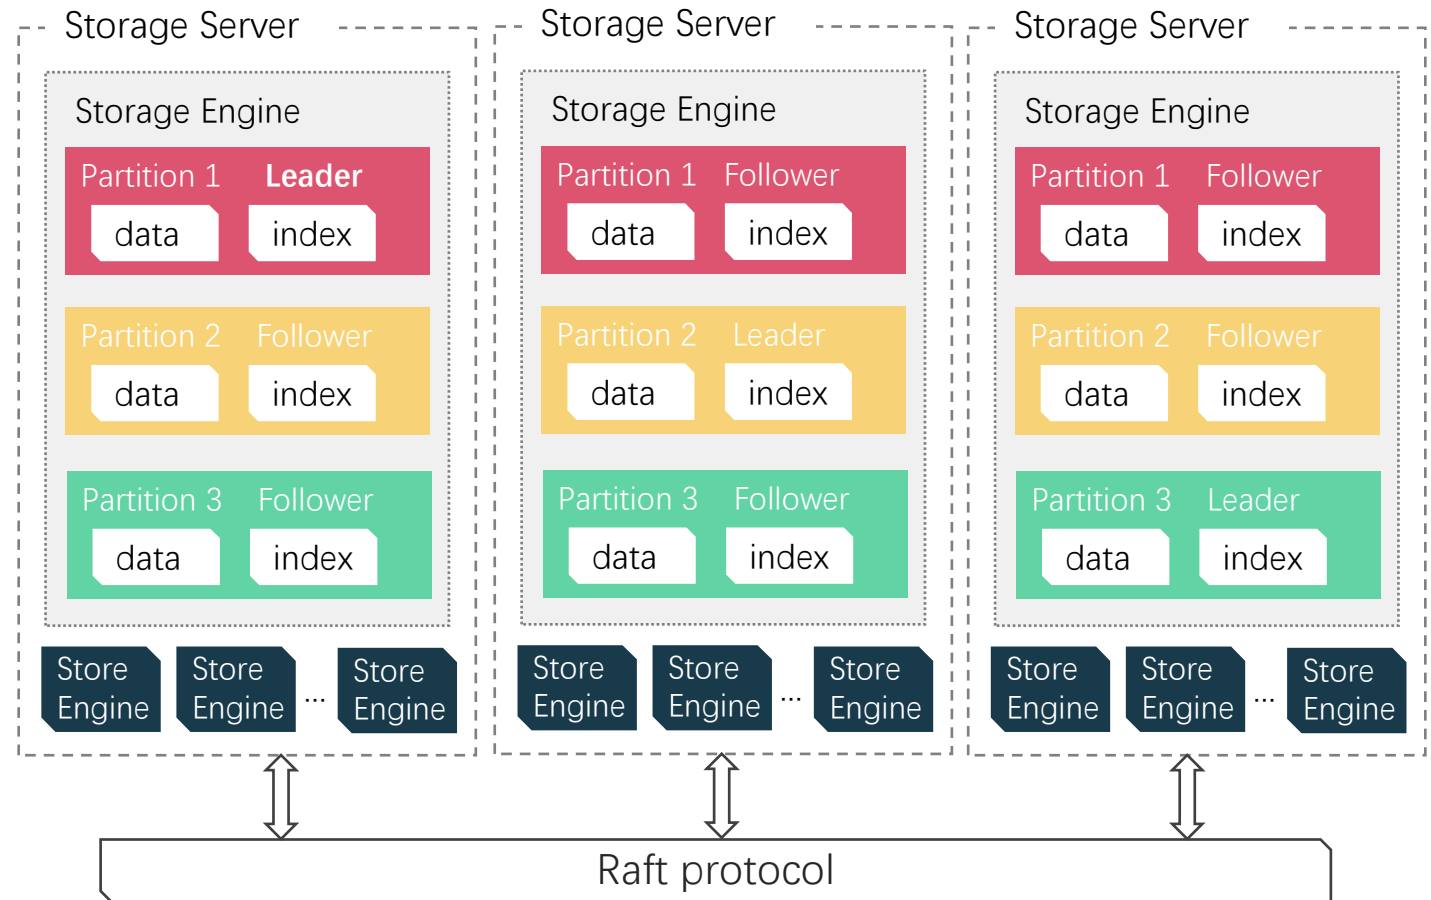 Storage Server
Storage Engine
Partition 1 Leader
data index
Partition 2 Follower
data index
Partition 3 Follower
data index
Store
Engine
Store
Engine
...
Store
Engine
Storage Server
Storage Engine
Partition 1 Follower
data index
Partition 2 Leader
data index
Partition 3 Follower
data index
Store
Engine
Store
Engine
...
Store
Engine
Storage Server
Storage Engine
Partition 1 Follower
data index
Partition 2 Follower
data index
Partition 3 Leader
data index
Store
Engine
Store
Engine
...
Store
Engine
Raft protocol